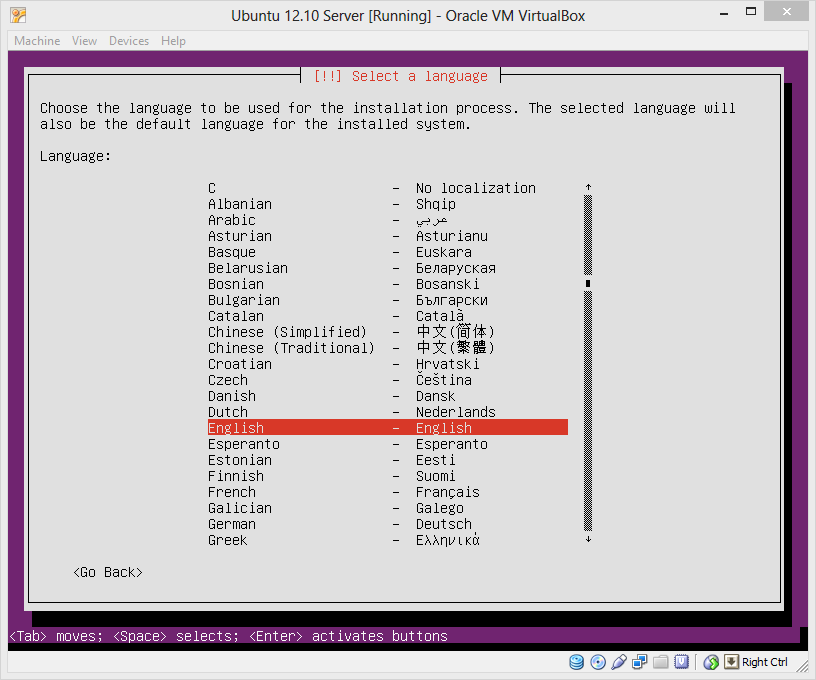 Ubuntu 12.10 Server [Running] - Oracle VM VirtualBox
Machine View Devices Help
[!!] Select a language
Choose the language to be used for the installation process. The selected language will
also be the default language for the installed system.
Language:
C - No localization
Albanian - Shqip
Arabic - عربي
Asturian - Asturianu
Basque - Euskara
Belarusian - Беларуская
Bosnian - Bosanski
Bulgarian - Български
Catalan - Català
Chinese (Simplified) - 中文(简体)
Chinese (Traditional) - 中文(繁體)
Croatian - Hrvatski
Czech - Čeština
Danish - Dansk
Dutch - Nederlands
English - English
Esperanto - Esperanto
Estonian - Eesti
Finnish - Suomi
French - Français
Galician - Galego
German - Deutsch
Greek - Ελληνικά
<Go Back>
<Tab> moves; <Space> selects; <Enter> activates buttons
Right Ctrl